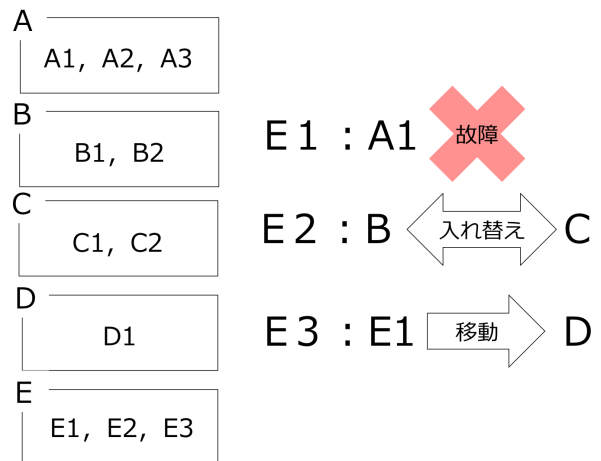 A
A1, A2, A3
B
B1, B2
C
C1, C2
D
D1
E
E1, E2, E3
E1：A1 故障
E2：B 入れ替え C
E3：E1 移動 D